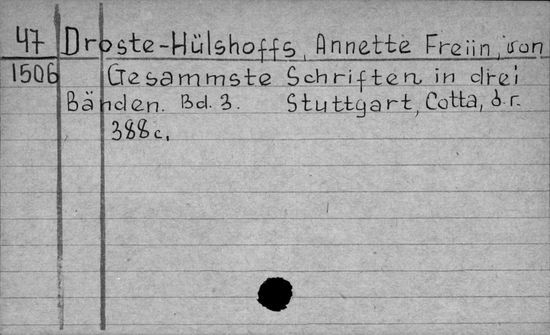 47 Droste-Hülshoffs, Annette Freiin, von
1506 Gesammste Schriften in drei
Bänden. Bd. 3. Stuttgart, Cotta, d. r.
388 c.